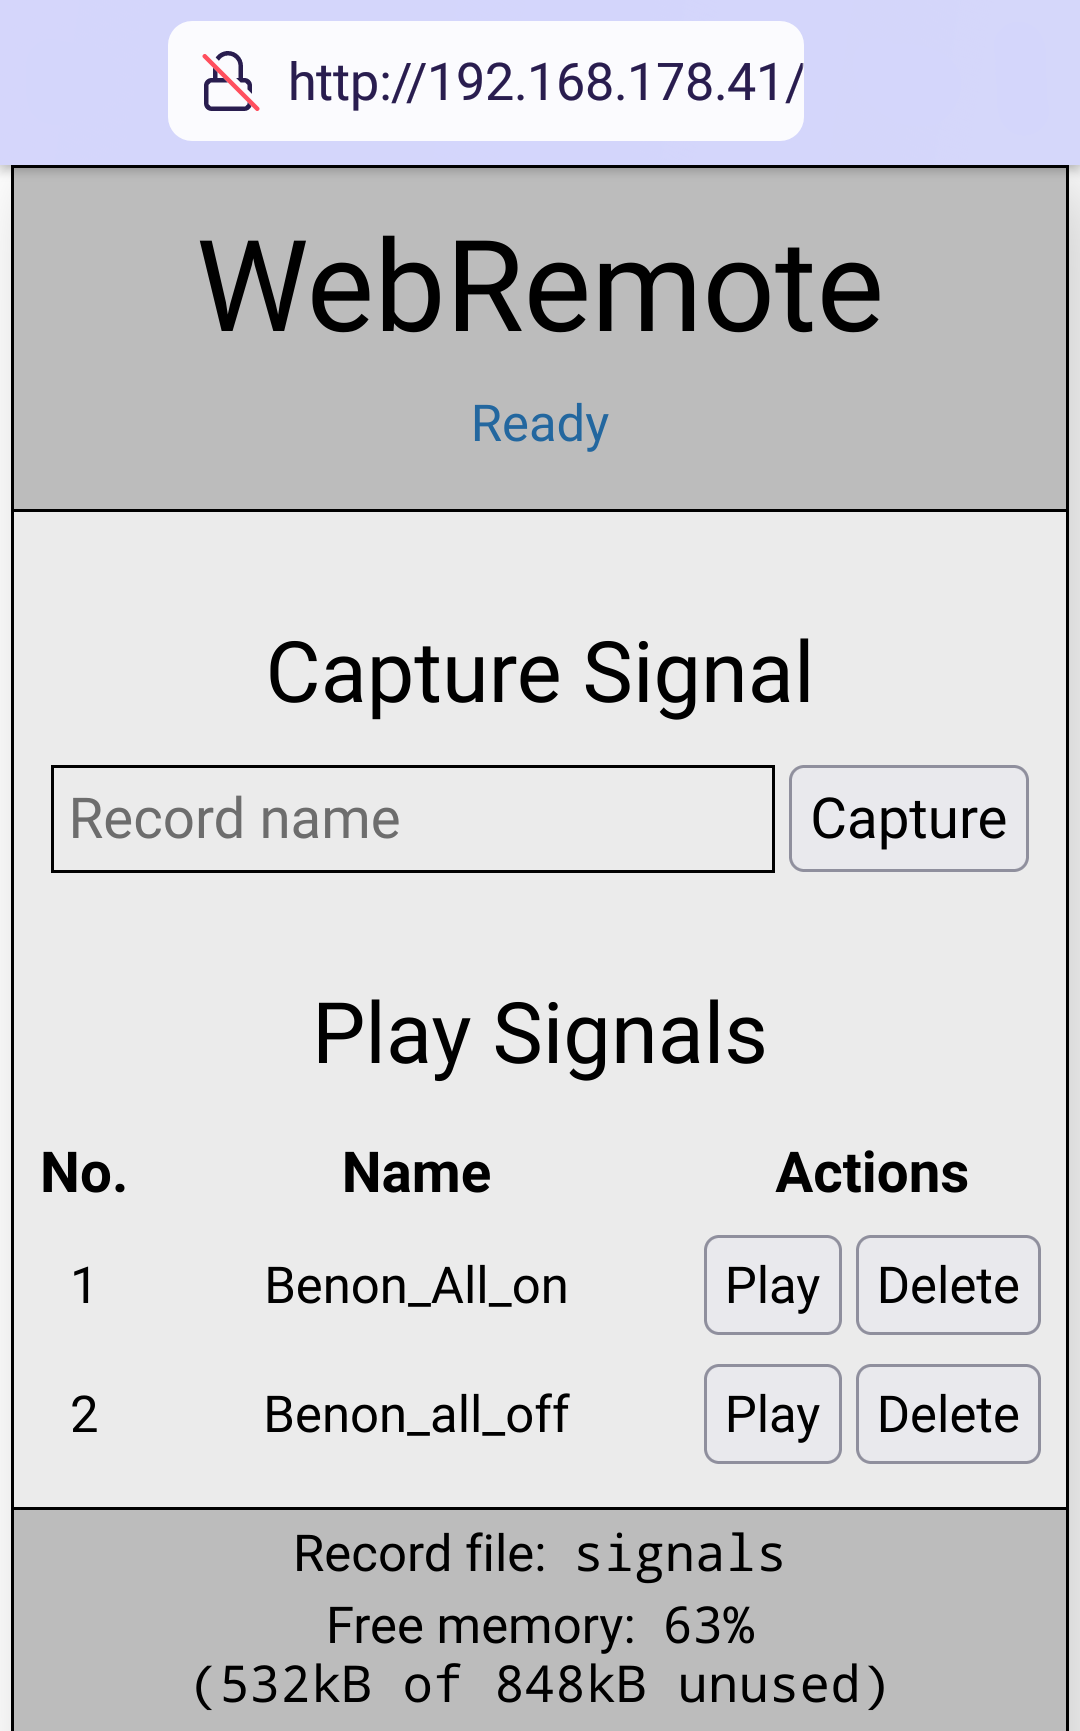 http://192.168.178.41/
WebRemote
Ready
Capture Signal
Record name Capture
Play Signals
No. Name Actions
1 Benon_All_on Play Delete
2 Benon_all_off Play Delete
Record file: signals
Free memory: 63%
(532kB of 848kB unused)